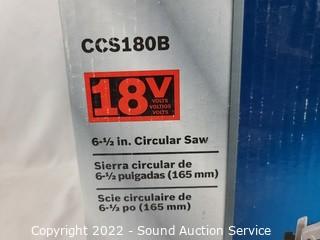 CCS180B
18V
VOLTS
VOLTIOS
VOLTS
6-½ in. Circular Saw
Sierra circular de
6-½ pulgadas (165 mm)
Scie circulaire de
6-½ po (165 mm)
Copyright 2022 - Sound Auction Service